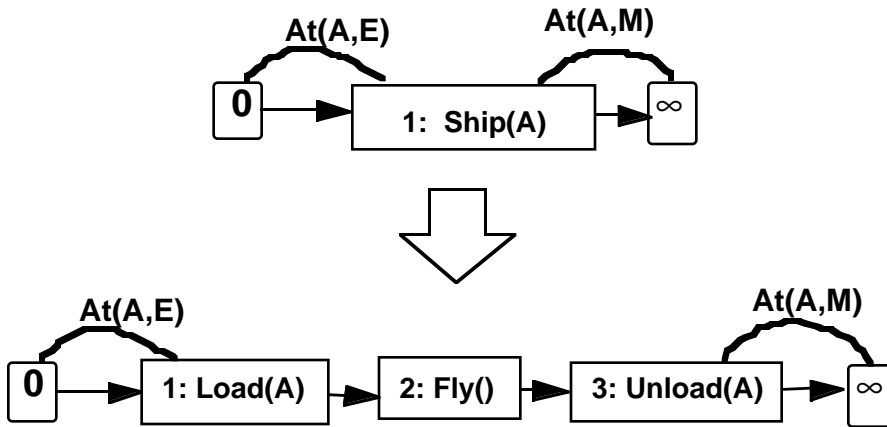 At(A,E)
At(A,M)
0
1: Ship(A)
∞
At(A,E)
At(A,M)
0
1: Load(A)
2: Fly()
3: Unload(A)
∞